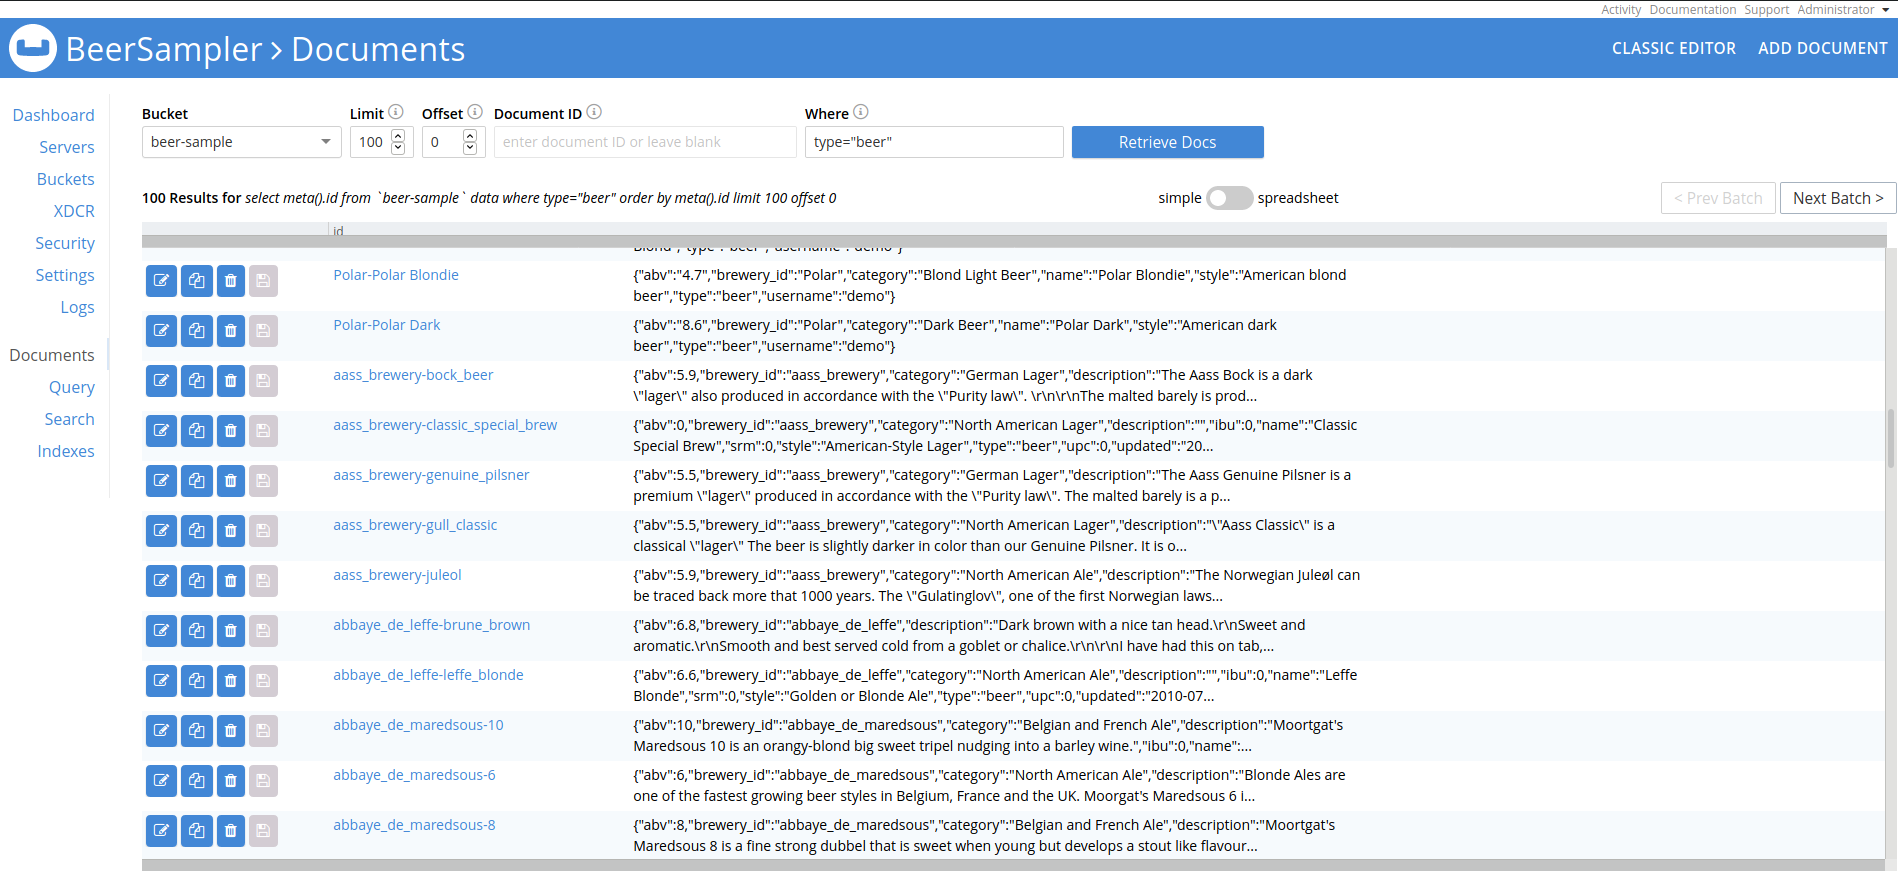 Activity Documentation Support Administrator
BeerSampler > Documents
CLASSIC EDITOR ADD DOCUMENT
Dashboard
Servers
Buckets
XDCR
Security
Settings
Logs
Documents
Query
Search
Indexes
Bucket Limit Offset Document ID Where
beer-sample 100 0 enter document ID or leave blank type="beer" Retrieve Docs
100 Results for select meta().id from `beer-sample` data where type="beer" order by meta().id limit 100 offset 0
simple spreadsheet
< Prev Batch Next Batch >
id
Blond","type":"beer","username":"demo"}
Polar-Polar Blondie {"abv":"4.7","brewery_id":"Polar","category":"Blond Light Beer","name":"Polar Blondie","style":"American blond
beer","type":"beer","username":"demo"}
Polar-Polar Dark {"abv":"8.6","brewery_id":"Polar","category":"Dark Beer","name":"Polar Dark","style":"American dark
beer","type":"beer","username":"demo"}
aass_brewery-bock_beer {"abv":5.9,"brewery_id":"aass_brewery","category":"German Lager","description":"The Aass Bock is a dark
\"lager\" also produced in accordance with the \"Purity law\". \r\n\r\nThe malted barely is prod...
aass_brewery-classic_special_brew {"abv":0,"brewery_id":"aass_brewery","category":"North American Lager","description":"","ibu":0,"name":"Classic
Special Brew","srm":0,"style":"American-Style Lager","type":"beer","upc":0,"updated":"20...
aass_brewery-genuine_pilsner {"abv":5.5,"brewery_id":"aass_brewery","category":"German Lager","description":"The Aass Genuine Pilsner is a
premium \"lager\" produced in accordance with the \"Purity law\". The malted barely is a p...
aass_brewery-gull_classic {"abv":5.5,"brewery_id":"aass_brewery","category":"North American Lager","description":"\"Aass Classic\" is a
classical \"lager\" The beer is slightly darker in color than our Genuine Pilsner. It is o...
aass_brewery-juleol {"abv":5.9,"brewery_id":"aass_brewery","category":"North American Ale","description":"The Norwegian Juleøl can
be traced back more that 1000 years. The \"Gulatinglov\", one of the first Norwegian laws...
abbaye_de_leffe-brune_brown {"abv":6.8,"brewery_id":"abbaye_de_leffe","description":"Dark brown with a nice tan head.\r\nSweet and
aromatic.\r\nSmooth and best served cold from a goblet or chalice.\r\n\r\nI have had this on tab,...
abbaye_de_leffe-leffe_blonde {"abv":6.6,"brewery_id":"abbaye_de_leffe","category":"North American Ale","description":"","ibu":0,"name":"Leffe
Blonde","srm":0,"style":"Golden or Blonde Ale","type":"beer","upc":0,"updated":"2010-07...
abbaye_de_maredsous-10 {"abv":10,"brewery_id":"abbaye_de_maredsous","category":"Belgian and French Ale","description":"Moortgat's
Maredsous 10 is an orangy-blond big sweet tripel nudging into a barley wine.","ibu":0,"name":...
abbaye_de_maredsous-6 {"abv":6,"brewery_id":"abbaye_de_maredsous","category":"North American Ale","description":"Blonde Ales are
one of the fastest growing beer styles in Belgium, France and the UK. Moorgat's Maredsous 6 i...
abbaye_de_maredsous-8 {"abv":8,"brewery_id":"abbaye_de_maredsous","category":"Belgian and French Ale","description":"Moortgat's
Maredsous 8 is a fine strong dubbel that is sweet when young but develops a stout like flavour...